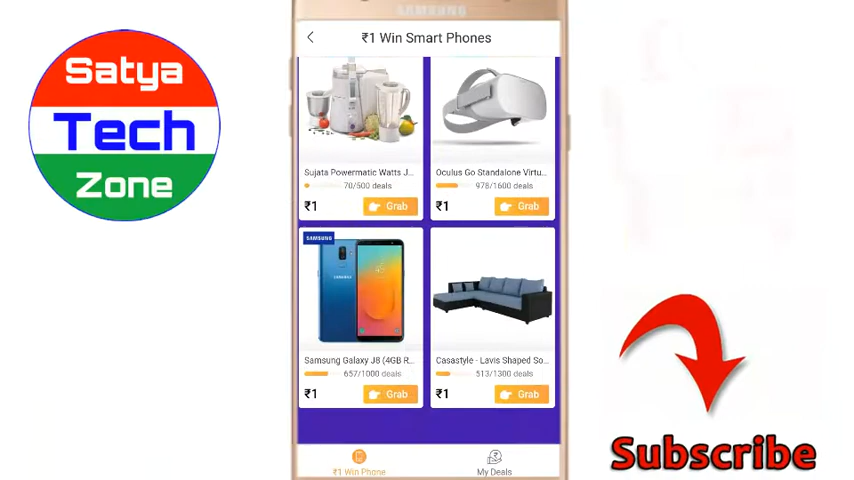 SAMSUNG
₹1 Win Smart Phones
Satya
Tech
Zone
Sujata Powermatic Watts J...
70/500 deals
₹1 Grab
Oculus Go Standalone Virtu...
978/1600 deals
₹1 Grab
SAMSUNG
SAMSUNG
Samsung Galaxy J8 (4GB R...
657/1000 deals
₹1 Grab
Casastyle - Lavis Shaped So...
513/1300 deals
₹1 Grab
₹1 Win Phone
My Deals
Subscribe